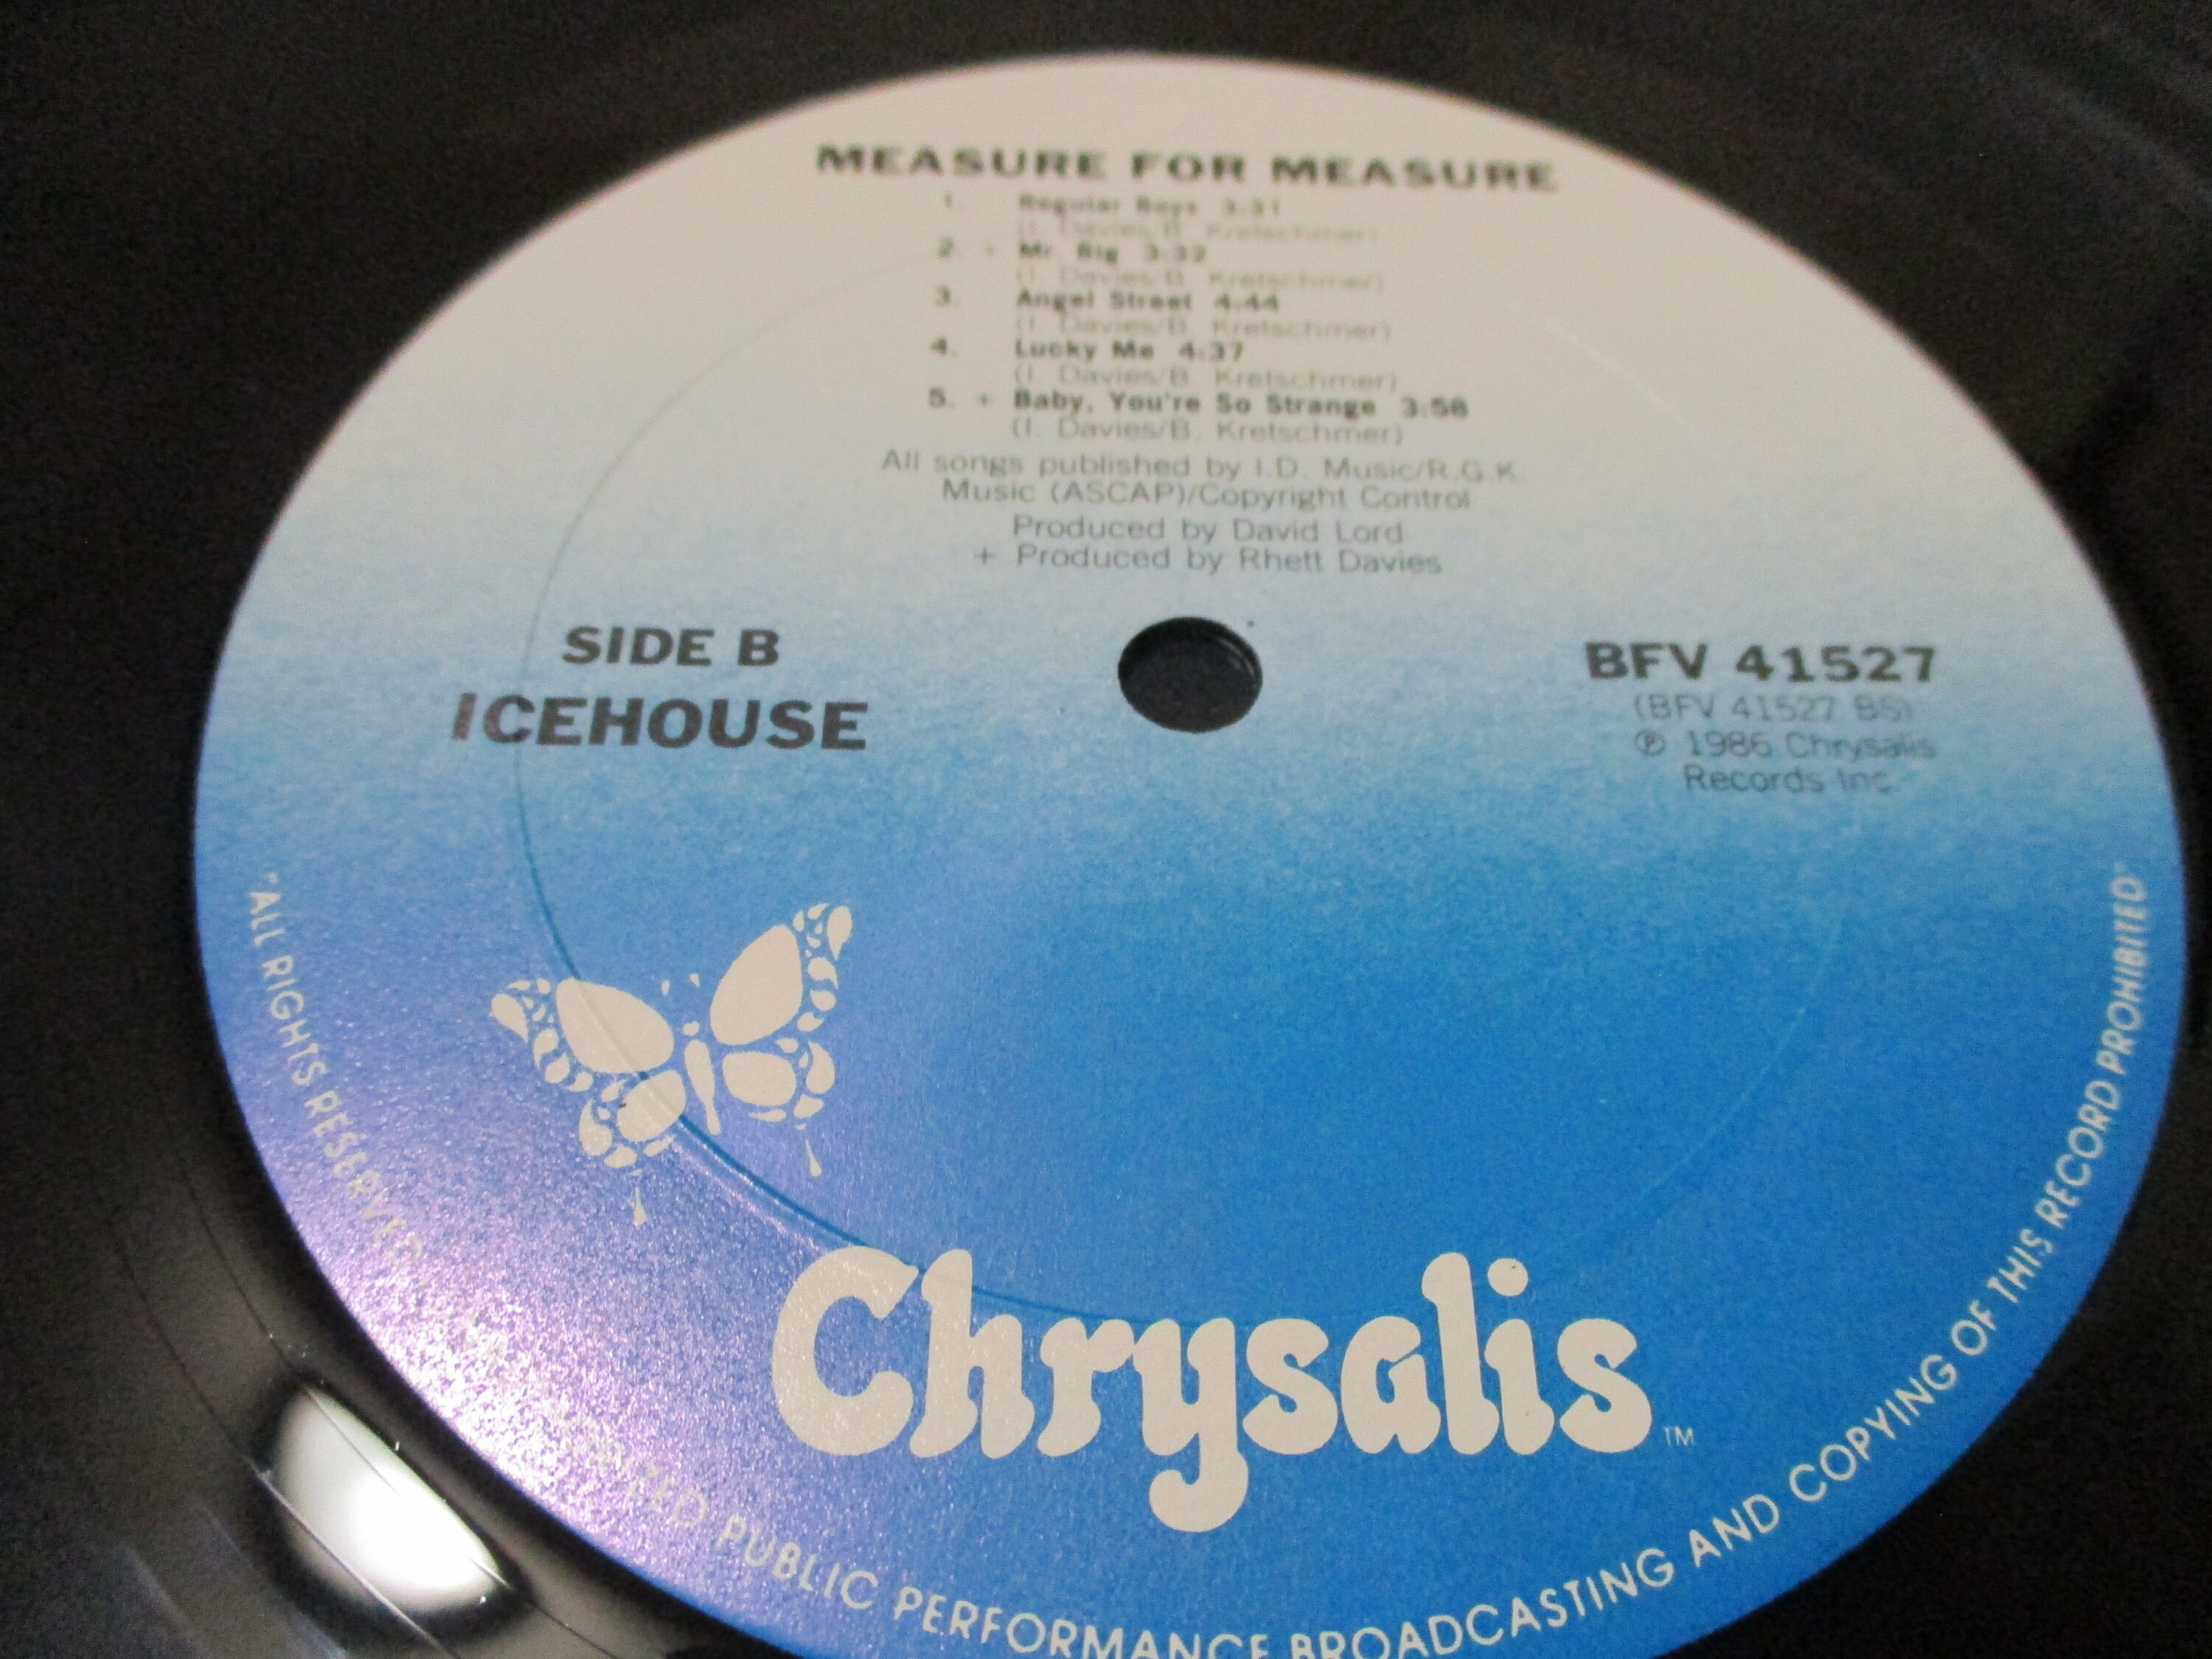 MEASURE FOR MEASURE
1. Regular Boys 3:31
(I. Davies/B. Kretschmer)
2. + Mr. Big 3:32
(I. Davies/B. Kretschmer)
3. Angel Street 4:44
(I. Davies/B. Kretschmer)
4. Lucky Me 4:37
(I. Davies/B. Kretschmer)
5. + Baby, You're So Strange 3:58
(I. Davies/B. Kretschmer)
All songs published by I.D. Music/R.G.K.
Music (ASCAP)/Copyright Control
Produced by David Lord
+ Produced by Rhett Davies
SIDE B
ICEHOUSE
BFV 41527
(BFV 41527 BS)
℗ 1986 Chrysalis
Records Inc.
Chrysalis™
"ALL RIGHTS RESERVED PUBLIC PERFORMANCE BROADCASTING AND COPYING OF THIS RECORD PROHIBITED"